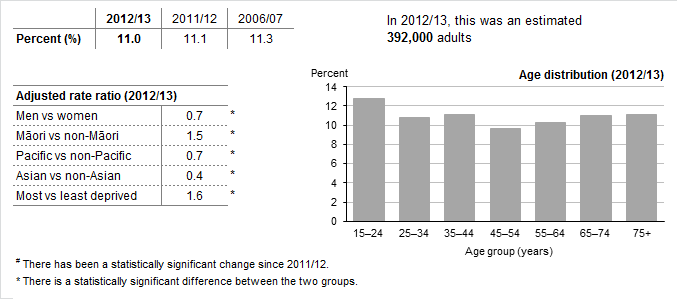 2012/13 2011/12 2006/07
Percent (%) 11.0 11.1 11.3
In 2012/13, this was an estimated
392,000 adults
Adjusted rate ratio (2012/13)
Men vs women 0.7 *
Māori vs non-Māori 1.5 *
Pacific vs non-Pacific 0.7 *
Asian vs non-Asian 0.4 *
Most vs least deprived 1.6 *
Percent
Age distribution (2012/13)
14
12
10
8
6
4
2
0
15–24 25–34 35–44 45–54 55–64 65–74 75+
Age group (years)
# There has been a statistically significant change since 2011/12.
* There is a statistically significant difference between the two groups.